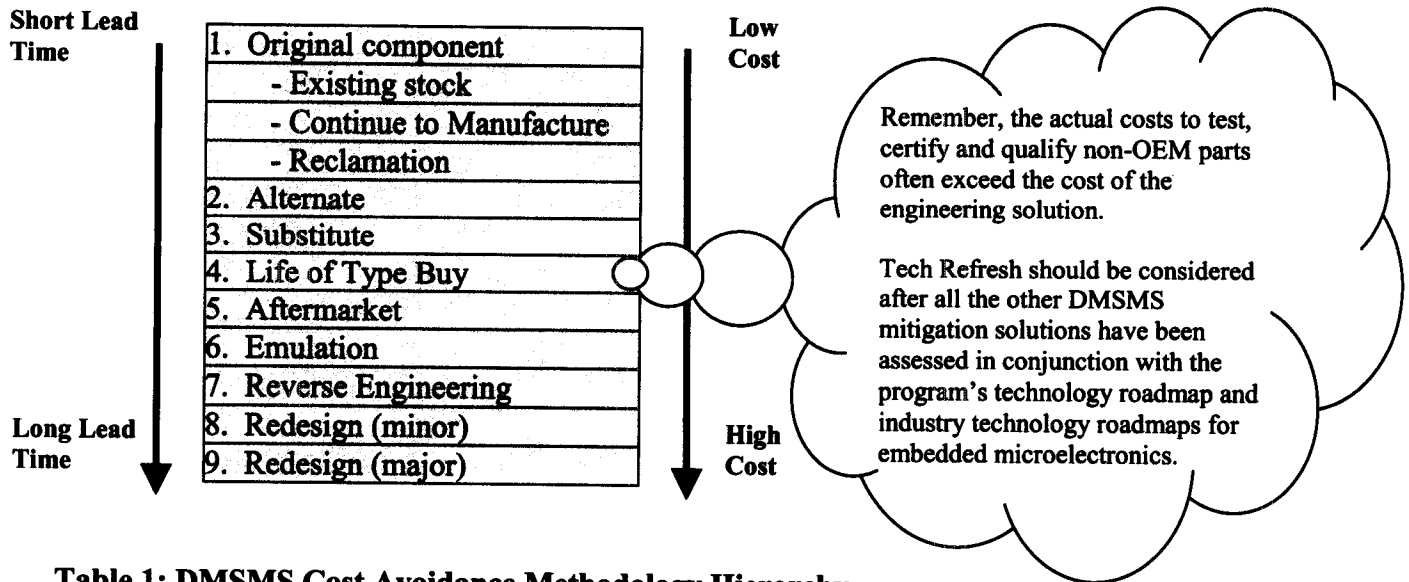 Short Lead
Time
1. Original component
- Existing stock
- Continue to Manufacture
- Reclamation
2. Alternate
3. Substitute
4. Life of Type Buy
5. Aftermarket
6. Emulation
7. Reverse Engineering
8. Redesign (minor)
9. Redesign (major)
Long Lead
Time
Low
Cost
High
Cost
Remember, the actual costs to test,
certify and qualify non-OEM parts
often exceed the cost of the
engineering solution.
Tech Refresh should be considered
after all the other DMSMS
mitigation solutions have been
assessed in conjunction with the
program's technology roadmap and
industry technology roadmaps for
embedded microelectronics.
Table 1: DMSMS Cost Avoidance Methodology Hierarchy